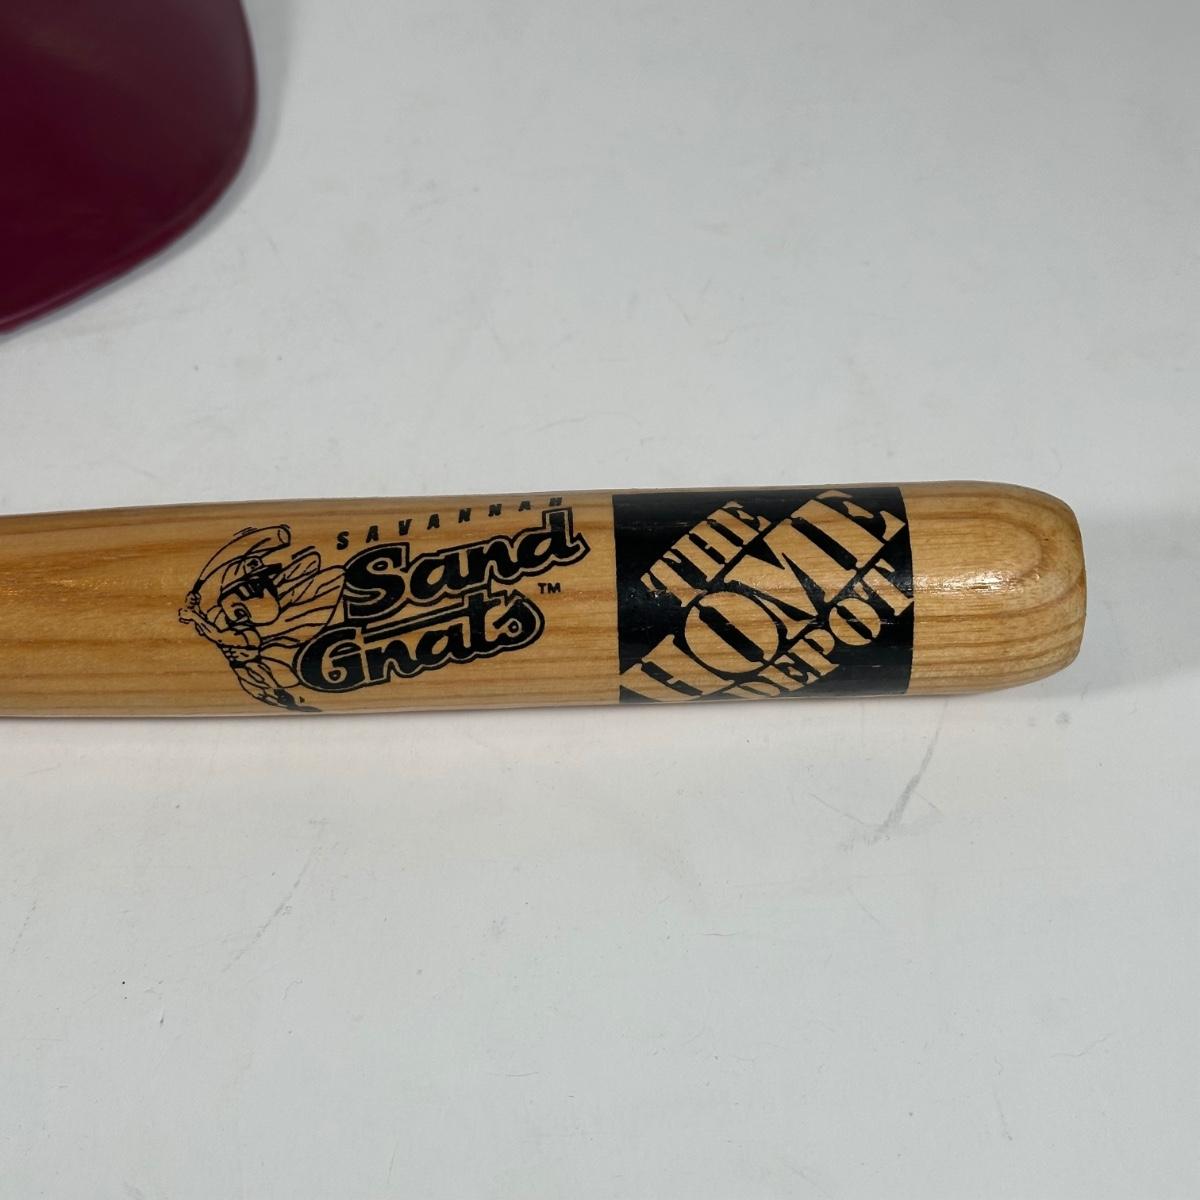 SAVANNAH
Sand
Gnats
TM
THE
HOME
DEPOT